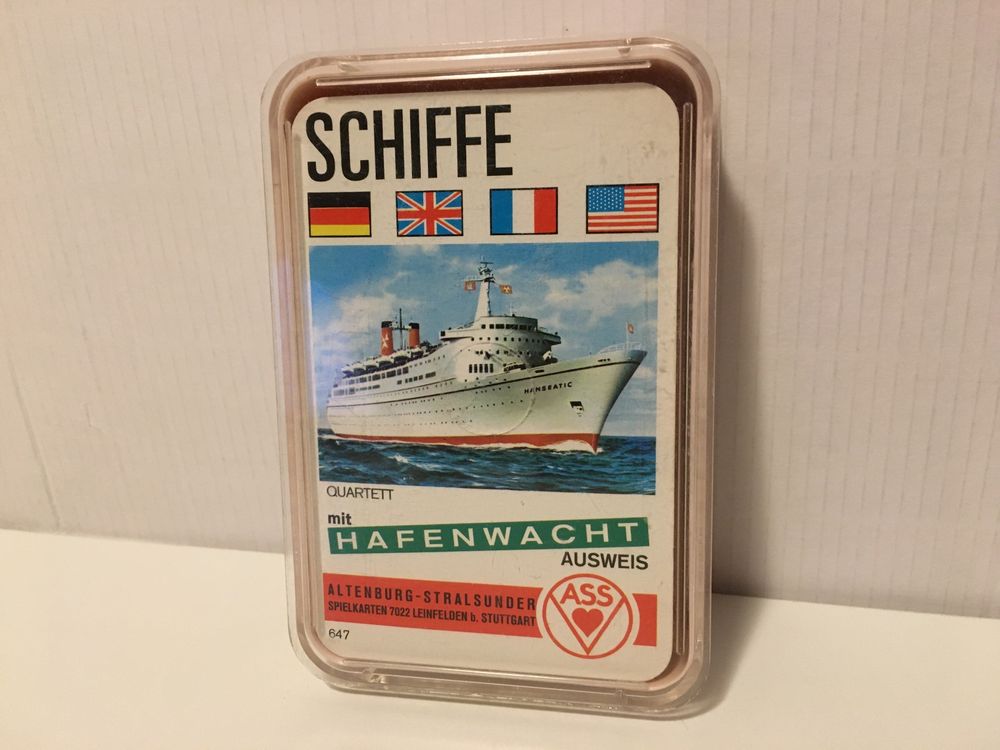 SCHIFFE
HANSEATIC
QUARTETT
mit
HAFENWACHT
AUSWEIS
ALTENBURG-STRALSUNDER
SPIELKARTEN 7022 LEINFELDEN b. STUTTGART
ASS
647